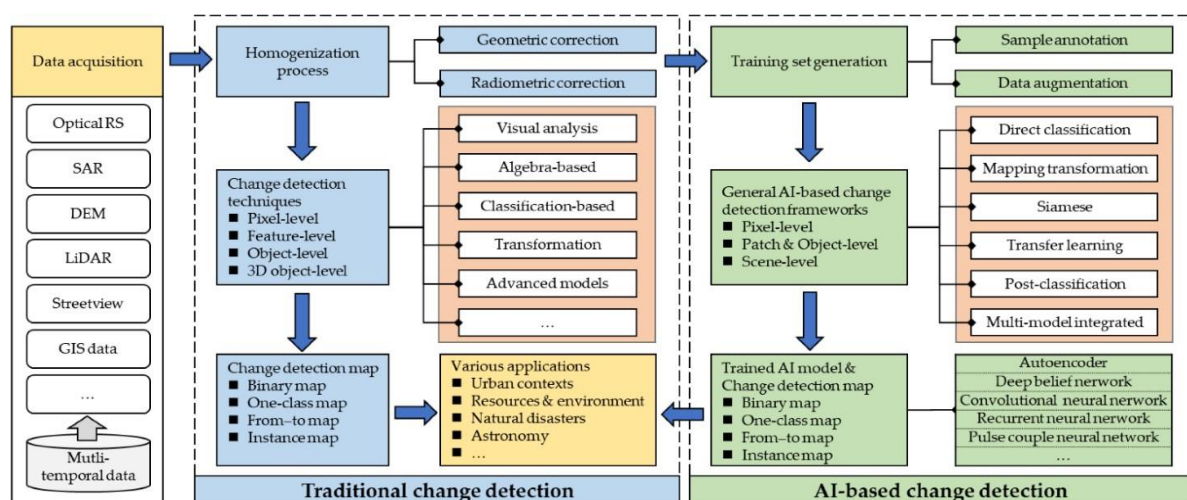 Data acquisition
Optical RS
SAR
DEM
LiDAR
Streetview
GIS data
...
Mutli-
temporal data
Homogenization
process
Geometric correction
Radiometric correction
Change detection
techniques
■ Pixel-level
■ Feature-level
■ Object-level
■ 3D object-level
Visual analysis
Algebra-based
Classification-based
Transformation
Advanced models
...
Change detection map
■ Binary map
■ One-class map
■ From–to map
■ Instance map
Various applications
■ Urban contexts
■ Resources & environment
■ Natural disasters
■ Astronomy
■ ...
Traditional change detection
Training set generation
Sample annotation
Data augmentation
General AI-based change
detection frameworks
■ Pixel-level
■ Patch & Object-level
■ Scene-level
Direct classification
Mapping transformation
Siamese
Transfer learning
Post-classification
Multi-model integrated
Trained AI model &
Change detection map
■ Binary map
■ One-class map
■ From–to map
■ Instance map
Autoencoder
Deep belief nerwork
Convolutional neural network
Recurrent neural network
Pulse couple neural network
...
AI-based change detection